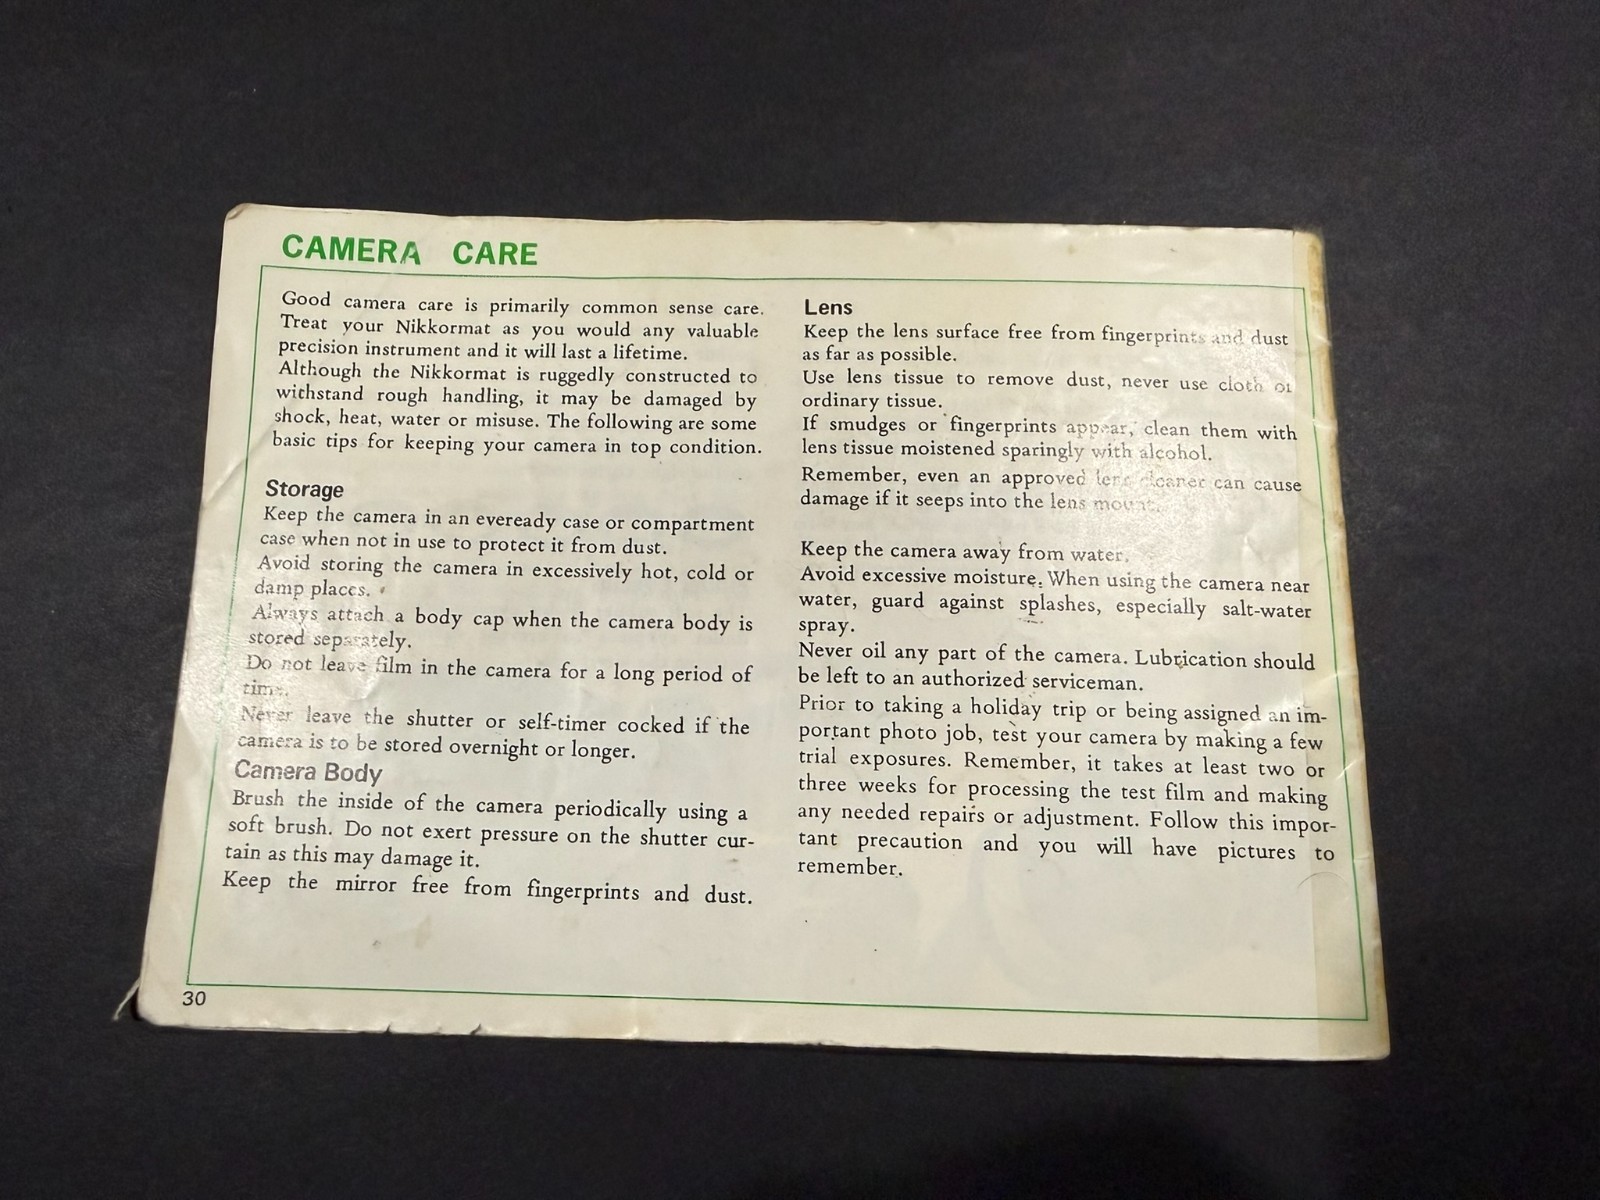 CAMERA CARE
Good camera care is primarily common sense care.
Treat your Nikkormat as you would any valuable
precision instrument and it will last a lifetime.
Although the Nikkormat is ruggedly constructed to
withstand rough handling, it may be damaged by
shock, heat, water or misuse. The following are some
basic tips for keeping your camera in top condition.
Storage
Keep the camera in an eveready case or compartment
case when not in use to protect it from dust.
Avoid storing the camera in excessively hot, cold or
damp places.
Always attach a body cap when the camera body is
stored separately.
Do not leave film in the camera for a long period of
time.
Never leave the shutter or self-timer cocked if the
camera is to be stored overnight or longer.
Camera Body
Brush the inside of the camera periodically using a
soft brush. Do not exert pressure on the shutter cur-
tain as this may damage it.
Keep the mirror free from fingerprints and dust.
Lens
Keep the lens surface free from fingerprints and dust
as far as possible.
Use lens tissue to remove dust, never use cloth or
ordinary tissue.
If smudges or fingerprints appear, clean them with
lens tissue moistened sparingly with alcohol.
Remember, even an approved lens cleaner can cause
damage if it seeps into the lens mount.
Keep the camera away from water.
Avoid excessive moisture. When using the camera near
water, guard against splashes, especially salt-water
spray.
Never oil any part of the camera. Lubrication should
be left to an authorized serviceman.
Prior to taking a holiday trip or being assigned an im-
portant photo job, test your camera by making a few
trial exposures. Remember, it takes at least two or
three weeks for processing the test film and making
any needed repairs or adjustment. Follow this impor-
tant precaution and you will have pictures to
remember.
30